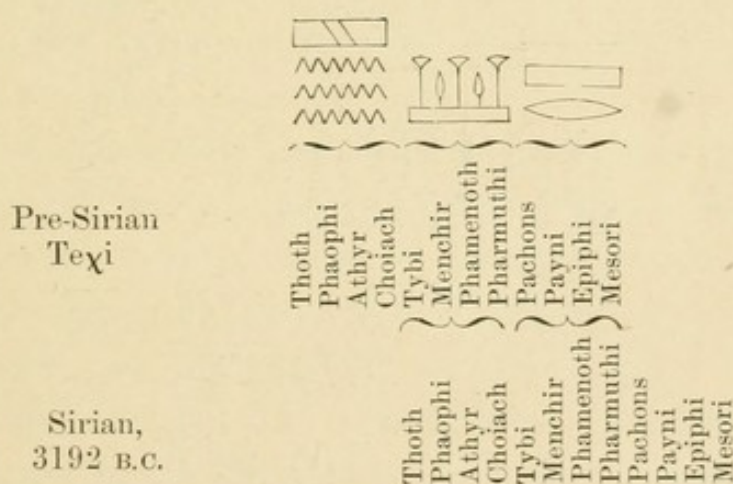 Pre-Sirian
Teχi
Thoth
Phaophi
Athyr
Choiach
Tybi
Menchir
Phamenoth
Pharmuthi
Pachons
Payni
Epiphi
Mesori
Sirian,
3192 B.C.
Thoth
Phaophi
Athyr
Choiach
Tybi
Menchir
Phamenoth
Pharmuthi
Pachons
Payni
Epiphi
Mesori